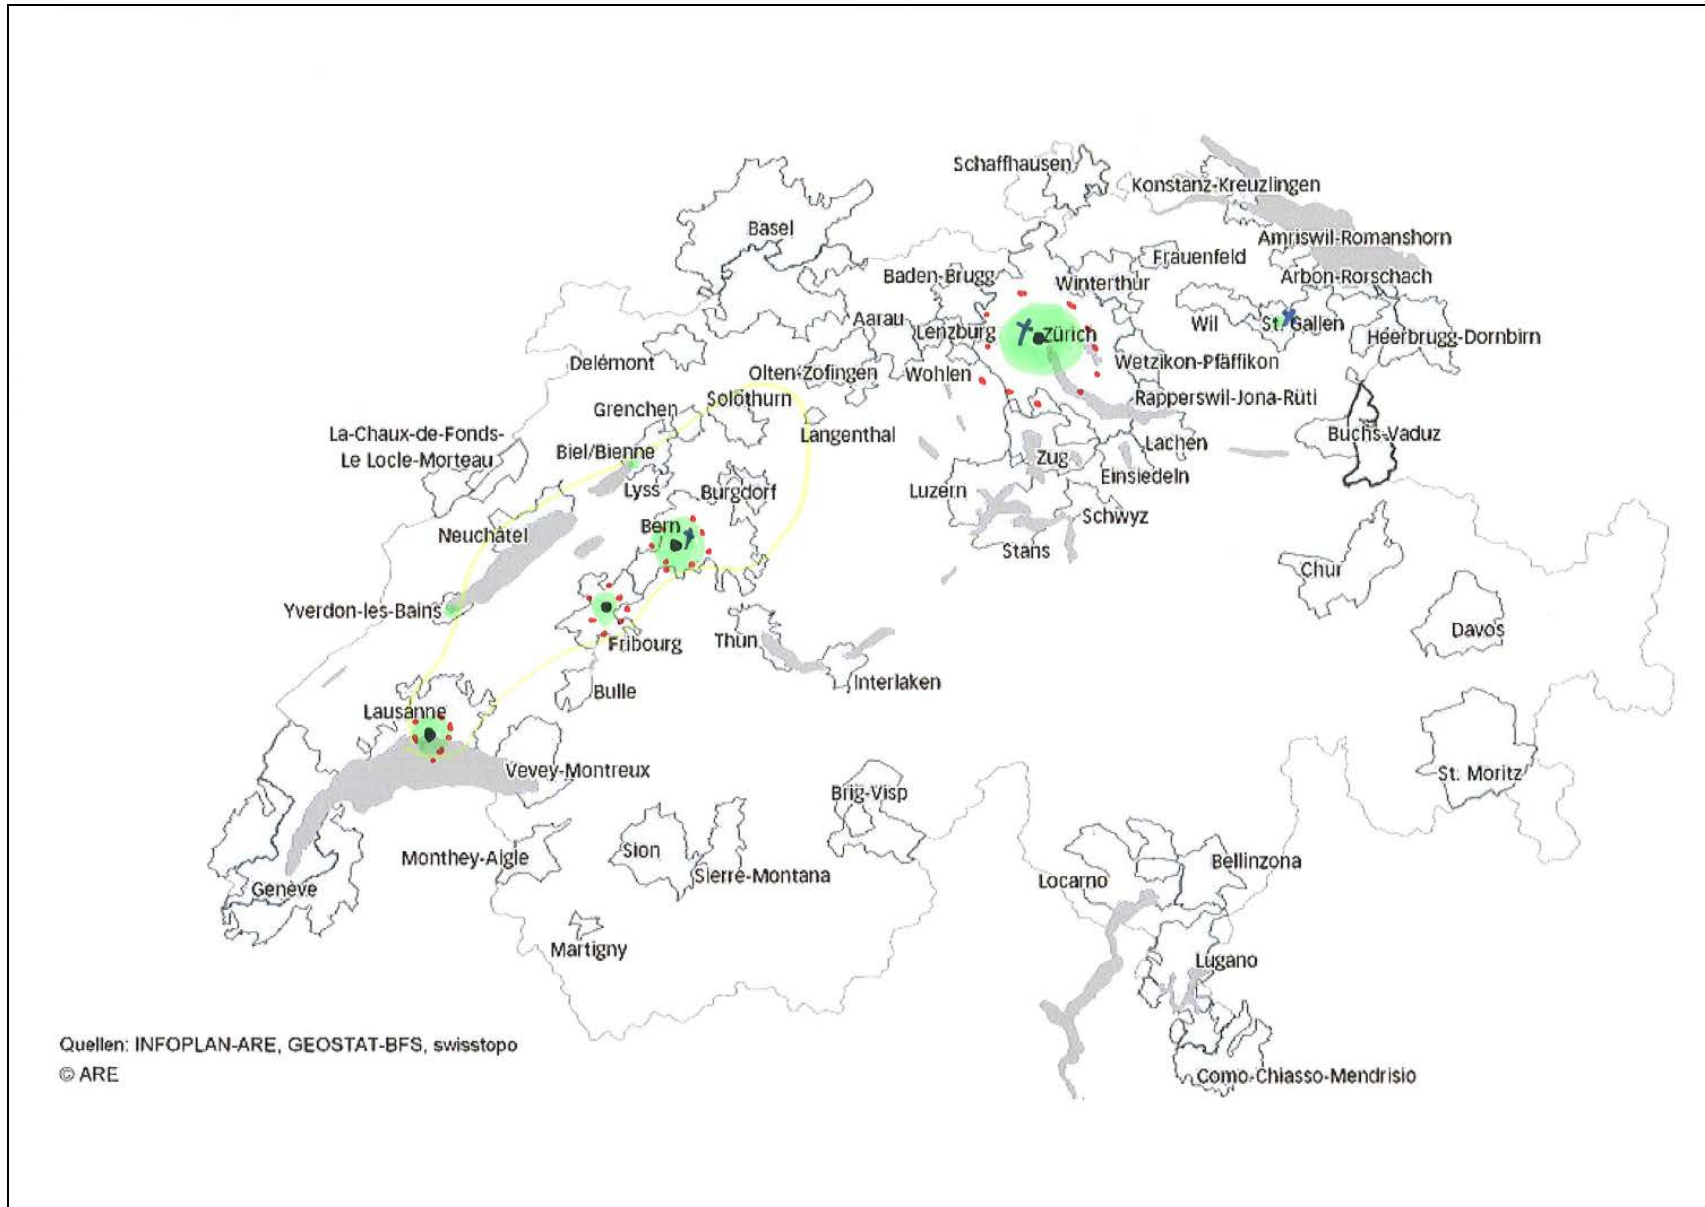 Schaffhausen
Konstanz-Kreuzlingen
Basel
Amriswil-Romanshorn
Frauenfeld
Baden-Brugg
Winterthur
Arbon-Rorschach
Aarau
Lenzburg
Zürich
Wil
St. Gallen
Heerbrugg-Dornbirn
Delémont
Olten-Zofingen
Wohlen
Wetzikon-Pfäffikon
Grenchen
Solothurn
Rapperswil-Jona-Rüti
La-Chaux-de-Fonds-
Le Locle-Morteau
Langenthal
Buchs-Vaduz
Biel/Bienne
Lachen
Zug
Einsiedeln
Lyss
Burgdorf
Luzern
Schwyz
Neuchâtel
Bern
Stans
Chur
Yverdon-les-Bains
Davos
Fribourg
Thun
Interlaken
Bulle
Lausanne
Vevey-Montreux
St. Moritz
Brig-Visp
Monthey-Aigle
Sion
Sierre-Montana
Bellinzona
Locarno
Genève
Martigny
Lugano
Quellen: INFOPLAN-ARE, GEOSTAT-BFS, swisstopo
© ARE
Como-Chiasso-Mendrisio